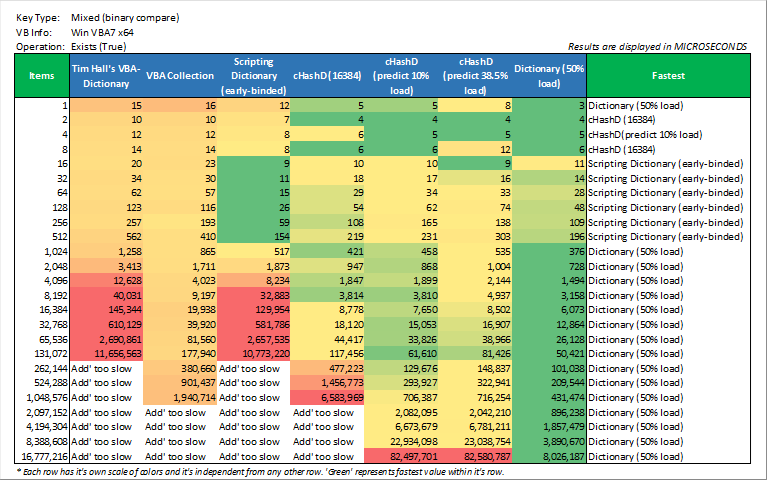 Key Type: Mixed (binary compare)
VB Info: Win VBA7 x64
Operation: Exists (True)
Results are displayed in MICROSECONDS
Items Tim Hall's VBA-Dictionary VBA Collection Scripting Dictionary (early-binded) cHashD (16384) cHashD (predict 10% load) cHashD (predict 38.5% load) Dictionary (50% load) Fastest
1 15 16 12 5 5 8 3 Dictionary (50% load)
2 10 10 7 4 4 4 4 cHashD (16384)
4 12 12 8 6 5 5 5 cHashD(predict 10% load)
8 14 14 8 6 6 12 6 cHashD (16384)
16 20 23 9 10 10 9 11 Scripting Dictionary (early-binded)
32 34 30 11 18 17 16 14 Scripting Dictionary (early-binded)
64 62 57 15 29 34 33 28 Scripting Dictionary (early-binded)
128 123 116 26 54 62 74 48 Scripting Dictionary (early-binded)
256 257 193 59 108 165 138 109 Scripting Dictionary (early-binded)
512 562 410 154 219 231 303 196 Scripting Dictionary (early-binded)
1,024 1,258 865 517 421 458 535 376 Dictionary (50% load)
2,048 3,413 1,711 1,873 947 868 1,004 728 Dictionary (50% load)
4,096 12,628 4,023 8,234 1,847 1,899 2,144 1,494 Dictionary (50% load)
8,192 40,031 9,197 32,883 3,814 3,810 4,937 3,158 Dictionary (50% load)
16,384 145,344 19,938 129,954 8,778 7,650 8,502 6,073 Dictionary (50% load)
32,768 610,129 39,920 581,786 18,120 15,053 16,907 12,864 Dictionary (50% load)
65,536 2,690,861 81,560 2,657,535 44,417 33,826 38,966 26,128 Dictionary (50% load)
131,072 11,656,563 177,940 10,773,220 117,456 61,610 81,426 50,421 Dictionary (50% load)
262,144 Add' too slow 380,660 Add' too slow 477,223 129,676 148,837 101,038 Dictionary (50% load)
524,288 Add' too slow 901,437 Add' too slow 1,456,773 293,927 322,941 209,544 Dictionary (50% load)
1,048,576 Add' too slow 1,940,714 Add' too slow 6,583,969 706,387 716,254 431,474 Dictionary (50% load)
2,097,152 Add' too slow Add' too slow Add' too slow Add' too slow 2,082,095 2,042,210 896,238 Dictionary (50% load)
4,194,304 Add' too slow Add' too slow Add' too slow Add' too slow 6,673,679 6,781,211 1,857,479 Dictionary (50% load)
8,388,608 Add' too slow Add' too slow Add' too slow Add' too slow 22,934,098 23,038,754 3,890,670 Dictionary (50% load)
16,777,216 Add' too slow Add' too slow Add' too slow Add' too slow 82,497,701 82,580,787 8,026,187 Dictionary (50% load)
* Each row has it's own scale of colors and it's independent from any other row. 'Green' represents fastest value within it's row.